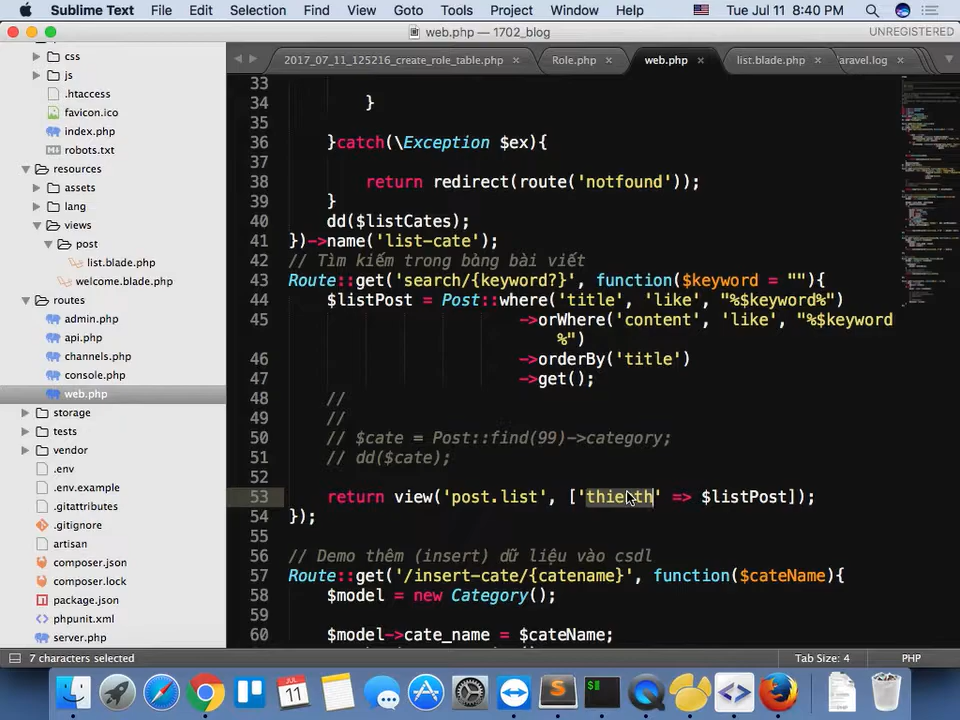 Sublime Text File Edit Selection Find View Goto Tools Project Window Help Tue Jul 11 8:40 PM
web.php — 1702_blog UNREGISTERED
2017_07_11_125216_create_role_table.php × Role.php × web.php × list.blade.php × aravel.log ×
css
js
.htaccess
favicon.ico
index.php
robots.txt
resources
assets
lang
views
post
list.blade.php
welcome.blade.php
routes
admin.php
api.php
channels.php
console.php
web.php
storage
tests
vendor
.env
.env.example
.gitattributes
.gitignore
artisan
composer.json
composer.lock
package.json
phpunit.xml
server.php
33
34 }
35
36 }catch(\Exception $ex){
37
38 return redirect(route('notfound'));
39 }
40 dd($listCates);
41 })->name('list-cate');
42 // Tìm kiếm trong bảng bài viết
43 Route::get('search/{keyword?}', function($keyword = ""){
44 $listPost = Post::where('title', 'like', "%$keyword%")
45 ->orWhere('content', 'like', "%$keyword
%")
46 ->orderBy('title')
47 ->get();
48 //
49 //
50 // $cate = Post::find(99)->category;
51 // dd($cate);
52
53 return view('post.list', [' ' => $listPost]);
54 });
55
56 // Demo thêm (insert) dữ liệu vào csdl
57 Route::get('/insert-cate/{catename}', function($cateName){
58 $model = new Category();
59
60 $model->cate_name = $cateName;
7 characters selected Tab Size: 4 PHP
JUL
11